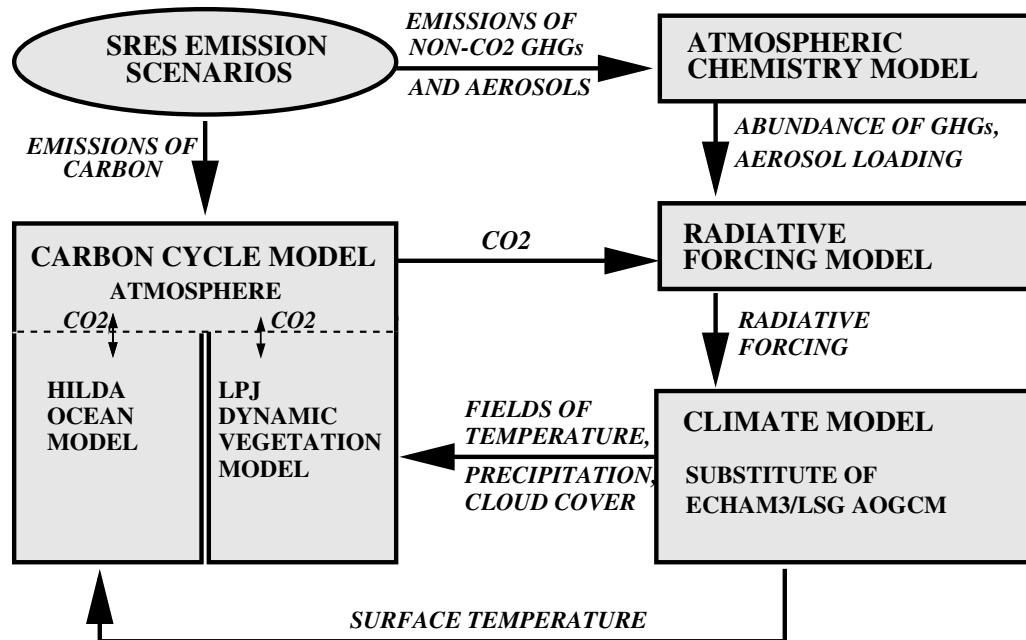 SRES EMISSION
SCENARIOS
EMISSIONS OF
NON-CO2 GHGs
AND AEROSOLS
ATMOSPHERIC
CHEMISTRY MODEL
EMISSIONS OF
CARBON
ABUNDANCE OF GHGs,
AEROSOL LOADING
CARBON CYCLE MODEL
ATMOSPHERE
CO2
CO2
CO2
RADIATIVE
FORCING MODEL
RADIATIVE
FORCING
HILDA
OCEAN
MODEL
LPJ
DYNAMIC
VEGETATION
MODEL
FIELDS OF
TEMPERATURE,
PRECIPITATION,
CLOUD COVER
CLIMATE MODEL
SUBSTITUTE OF
ECHAM3/LSG AOGCM
SURFACE TEMPERATURE